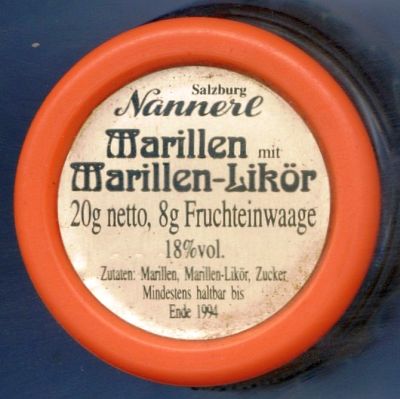 Salzburg
Nannerl
Marillen mit
Marillen-Likör
20g netto, 8g Fruchteinwaage
18%vol.
Zutaten: Marillen, Marillen-Likör, Zucker
Mindestens haltbar bis
Ende 1994